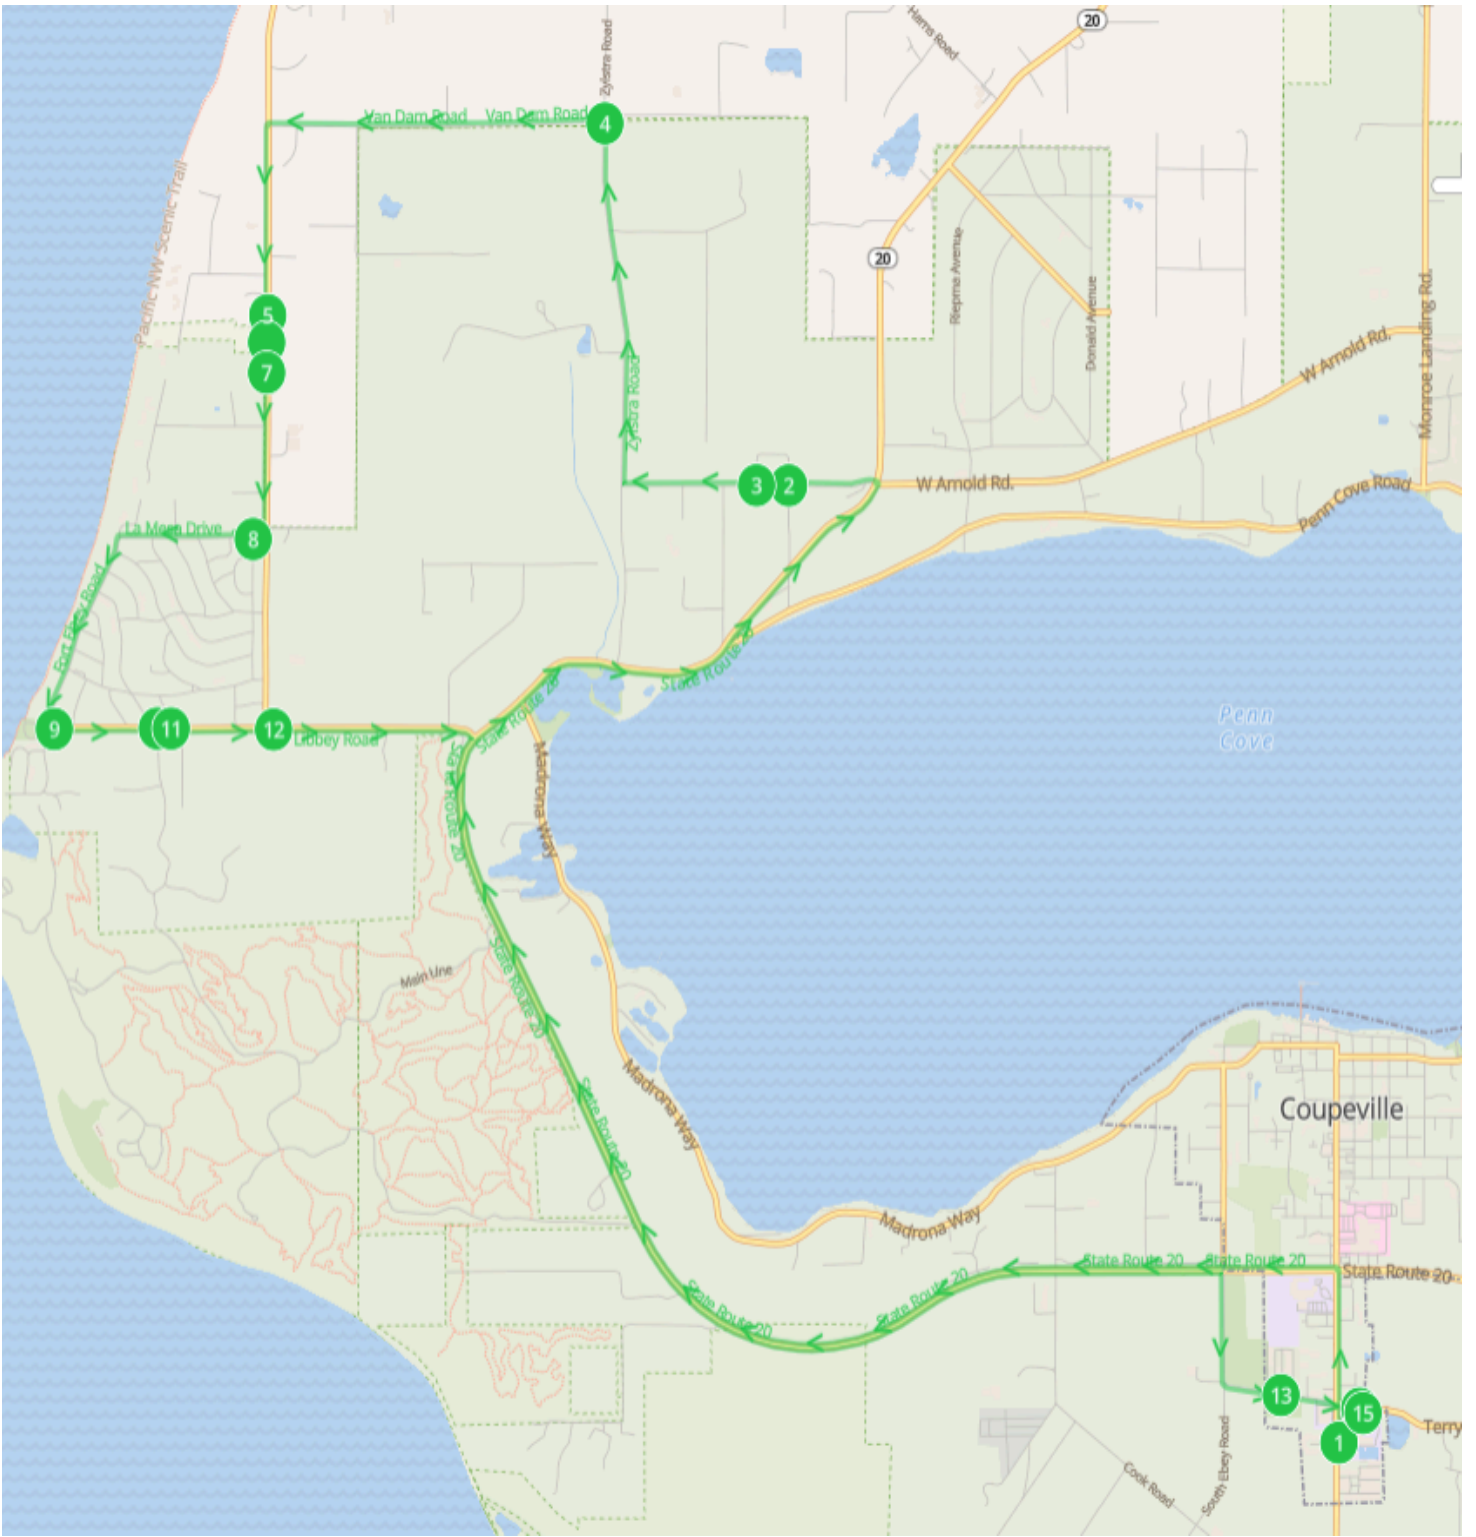 20
Harris Road
Zylstra Road
Van Dam Road
Van Dam Road
4
Pacific NW Scenic Trail
20
Riepma Avenue
Donald Avenue
Monroe Landing Rd.
5
7
W Arnold Rd.
Zylstra Road
3
2
W Arnold Rd.
Penn Cove Road
La Mesa Drive
8
Fort Ebey Road
State Route 20
State Route 20
Penn
Cove
9
11
12
Libbey Road
State Route 20
Madrona Way
State Route 20
Main Line
State Route 20
Madrona Way
Coupeville
Madrona Way
State Route 20
State Route 20
State Route 20
State Route 20
State Route 20
13
15
1
Terry
South Ebey Road
Cook Road